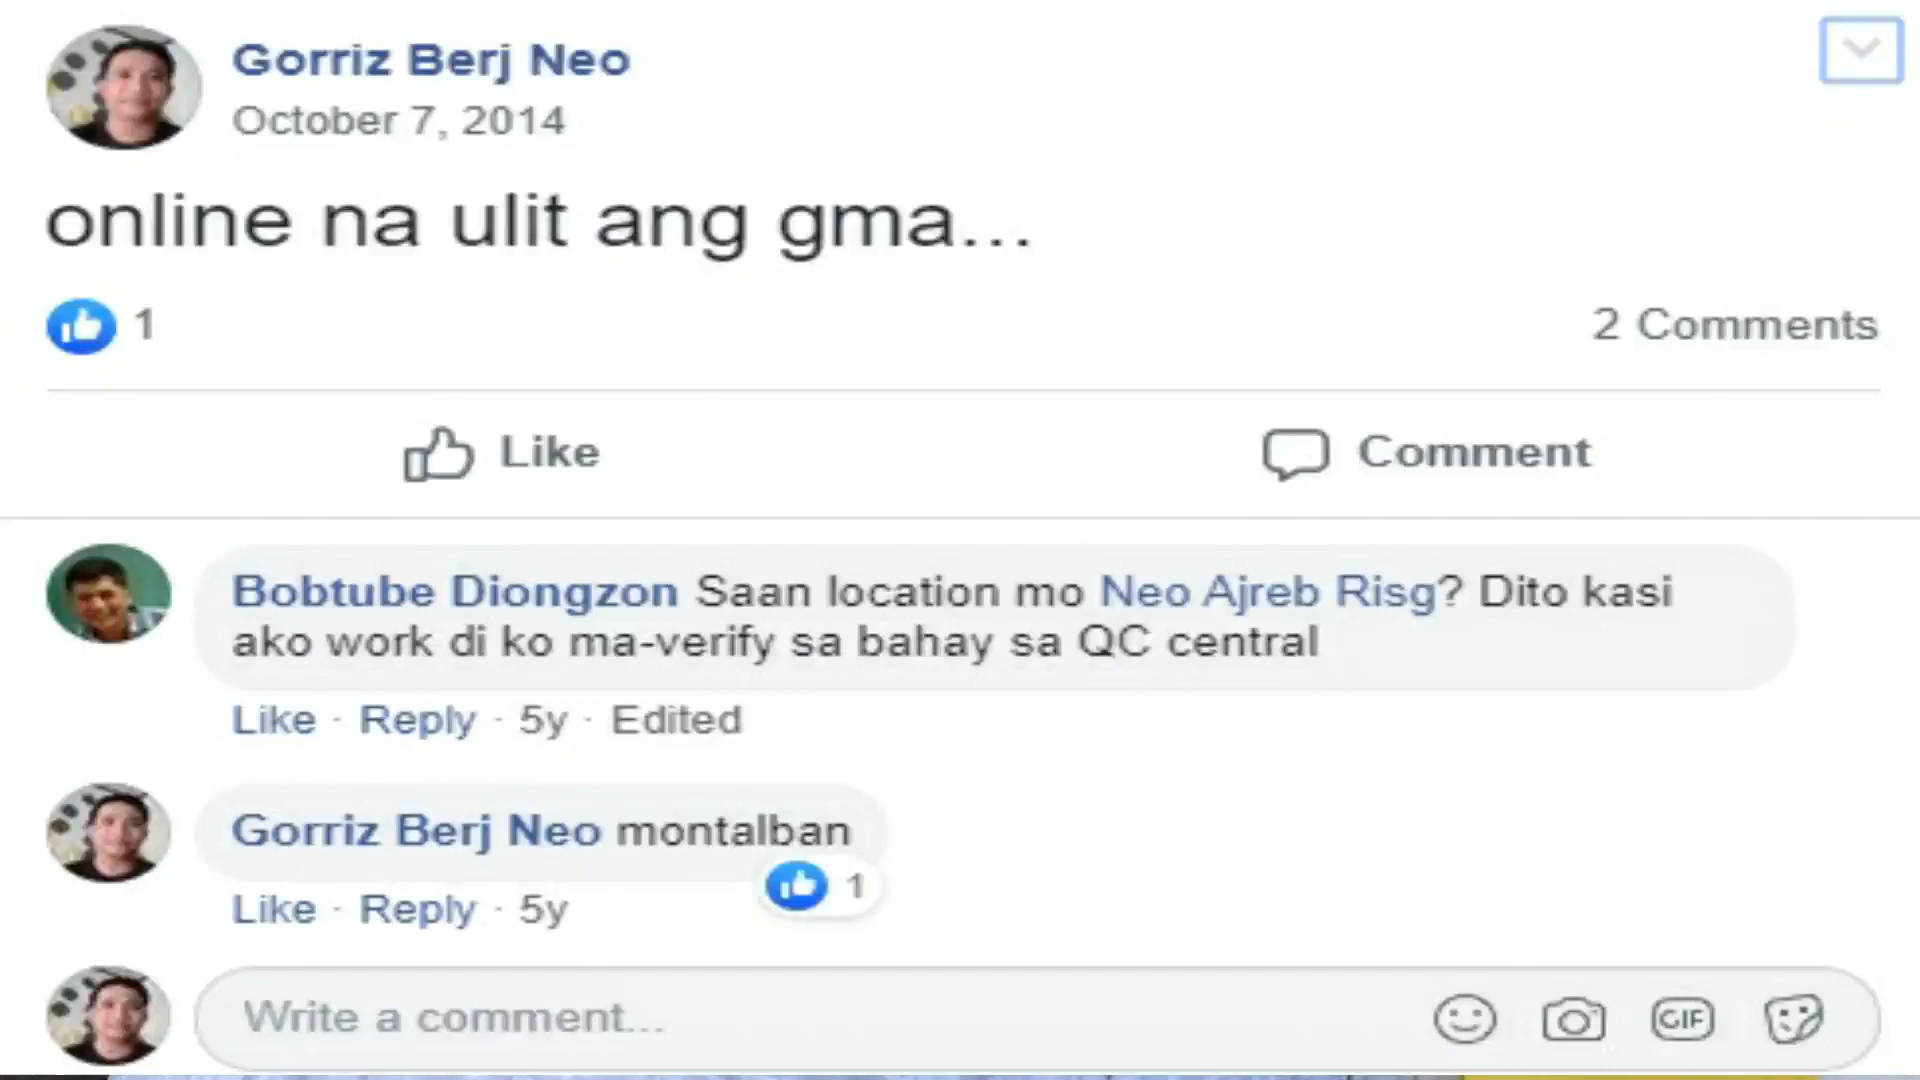 Gorriz Berj Neo
October 7, 2014
online na ulit ang gma...
1
2 Comments
Like
Comment
Bobtube Diongzon Saan location mo Neo Ajreb Risg? Dito kasi
ako work di ko ma-verify sa bahay sa QC central
Like · Reply · 5y · Edited
Gorriz Berj Neo montalban
1
Like · Reply · 5y
Write a comment...
GIF